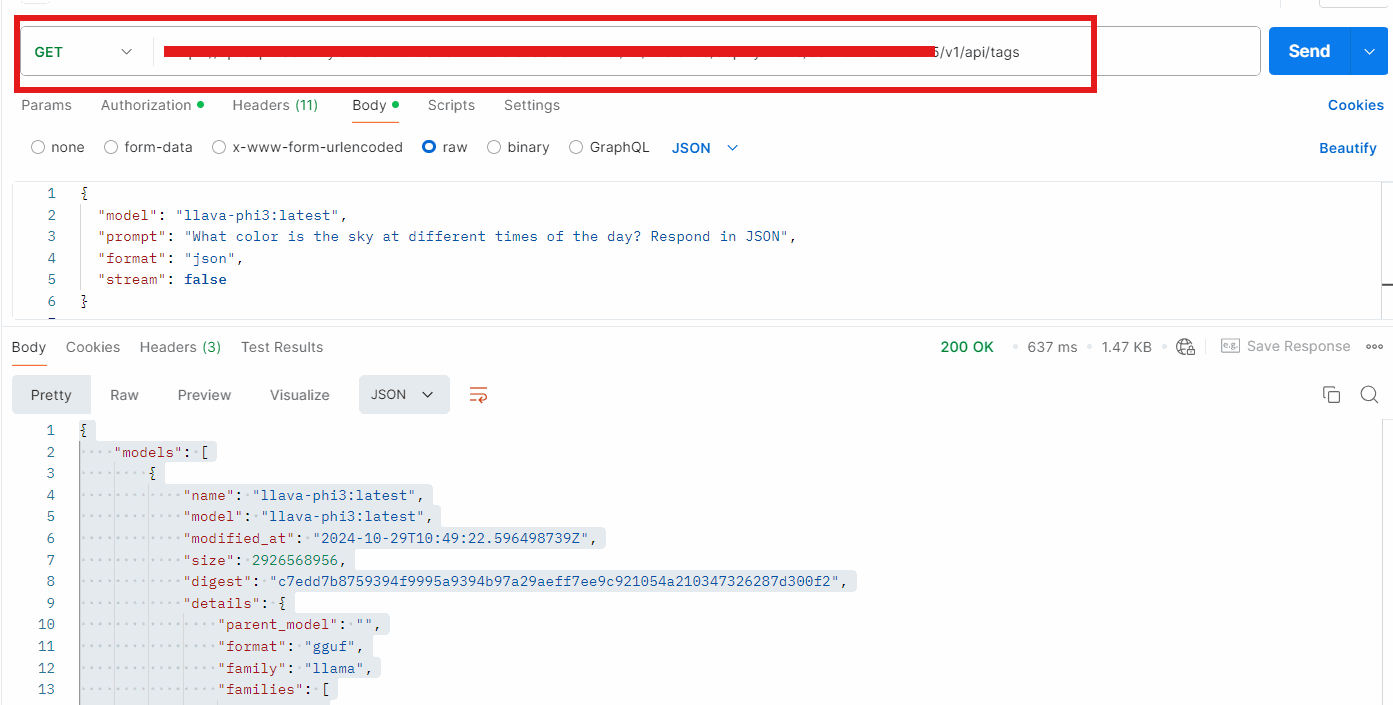 GET 5/v1/api/tags Send
Params Authorization Headers (11) Body Scripts Settings Cookies
none form-data x-www-form-urlencoded raw binary GraphQL JSON Beautify
1 {
2 "model": "llava-phi3:latest",
3 "prompt": "What color is the sky at different times of the day? Respond in JSON",
4 "format": "json",
5 "stream": false
6 }
Body Cookies Headers (3) Test Results 200 OK 637 ms 1.47 KB e.g. Save Response
Pretty Raw Preview Visualize JSON
1 {
2 "models": [
3 {
4 "name": "llava-phi3:latest",
5 "model": "llava-phi3:latest",
6 "modified_at": "2024-10-29T10:49:22.596498739Z",
7 "size": 2926568956,
8 "digest": "c7edd7b8759394f9995a9394b97a29aeff7ee9c921054a210347326287d300f2",
9 "details": {
10 "parent_model": "",
11 "format": "gguf",
12 "family": "llama",
13 "families": [